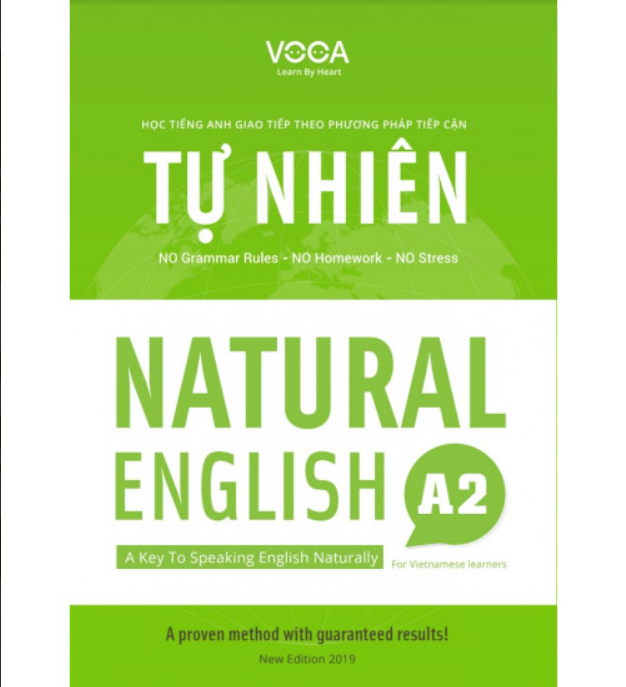 VOCA
Learn By Heart
HỌC TIẾNG ANH GIAO TIẾP THEO PHƯƠNG PHÁP TIẾP CẬN
TỰ NHIÊN
NO Grammar Rules - NO Homework - NO Stress
NATURAL
ENGLISH
A2
A Key To Speaking English Naturally
For Vietnamese learners
A proven method with guaranteed results!
New Edition 2019